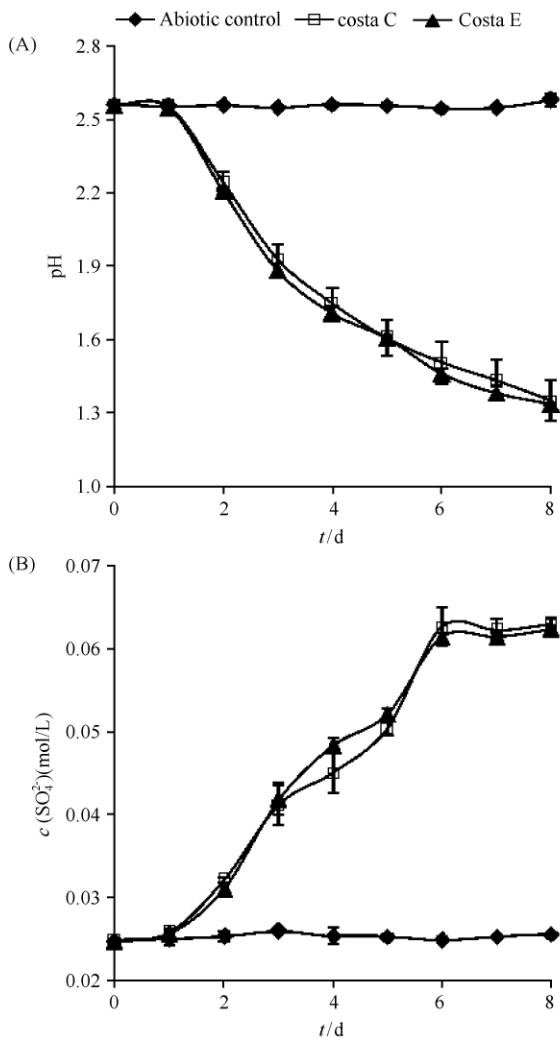 Abiotic control costa C Costa E
(A)
2.8
2.5
2.2
1.9
1.6
1.3
1.0
pH
0 2 4 6 8
t/d
(B)
0.07
0.06
0.05
0.04
0.03
0.02
c (SO₄²⁻)(mol/L)
0 2 4 6 8
t/d